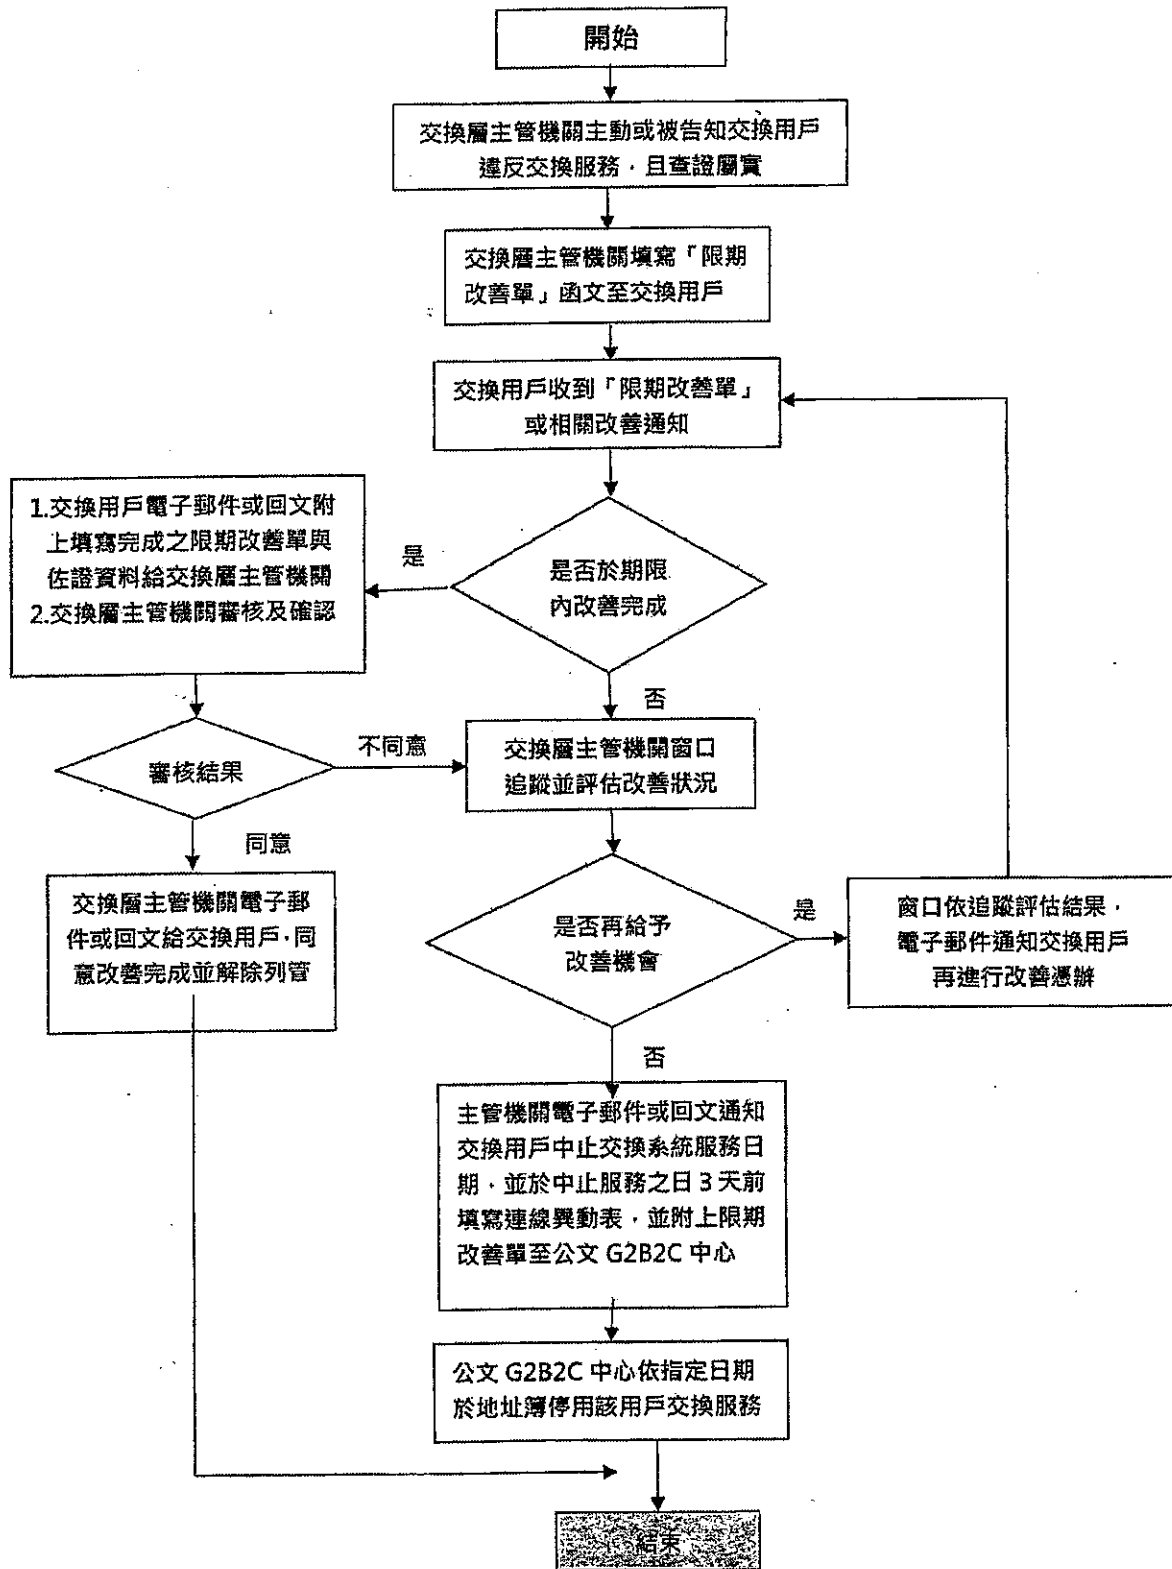 開始
交換層主管機關主動或被告知交換用戶
違反交換服務，且查證屬實
交換層主管機關填寫「限期
改善單」函文至交換用戶
交換用戶收到「限期改善單」
或相關改善通知
1.交換用戶電子郵件或回文附
上填寫完成之限期改善單與
佐證資料給交換層主管機關
2.交換層主管機關審核及確認
是
是否於期限
內改善完成
否
審核結果
不同意
交換層主管機關窗口
追蹤並評估改善狀況
同意
交換層主管機關電子郵
件或回文給交換用戶，同
意改善完成並解除列管
是否再給予
改善機會
是
窗口依追蹤評估結果，
電子郵件通知交換用戶
再進行改善憑辦
否
主管機關電子郵件或回文通知
交換用戶中止交換系統服務日
期，並於中止服務之日 3 天前
填寫連線異動表，並附上限期
改善單至公文 G2B2C 中心
公文 G2B2C 中心依指定日期
於地址簿停用該用戶交換服務
結束